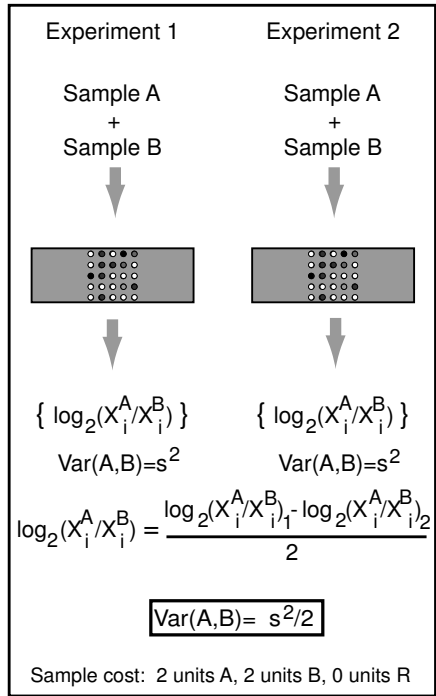 Experiment 1 Experiment 2
Sample A Sample A
+ +
Sample B Sample B
{ log₂(Xᵢᴬ/Xᵢᴮ) } { log₂(Xᵢᴬ/Xᵢᴮ) }
Var(A,B)=s² Var(A,B)=s²
log₂(Xᵢᴬ/Xᵢᴮ) = (log₂(Xᵢᴬ/Xᵢᴮ)₁-log₂(Xᵢᴬ/Xᵢᴮ)₂)/2
Var(A,B)= s²/2
Sample cost: 2 units A, 2 units B, 0 units R